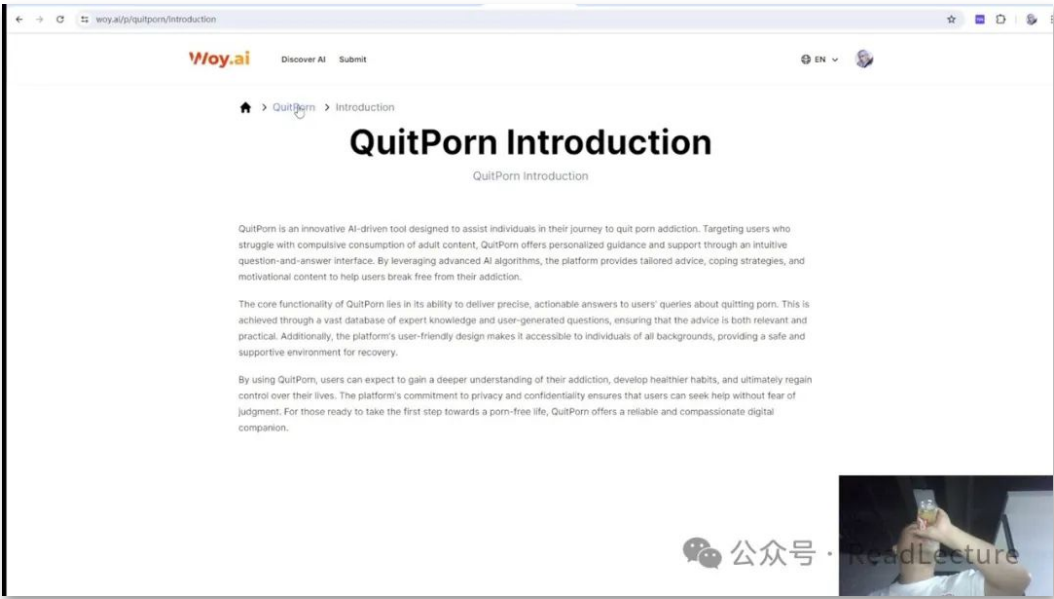 woy.ai/p/quitporn/Introduction
Woy.ai Discover AI Submit EN
QuitPorn > Introduction
QuitPorn Introduction
QuitPorn Introduction
QuitPorn is an innovative AI-driven tool designed to assist individuals in their journey to quit porn addiction. Targeting users who
struggle with compulsive consumption of adult content, QuitPorn offers personalized guidance and support through an intuitive
question-and-answer interface. By leveraging advanced AI algorithms, the platform provides tailored advice, coping strategies, and
motivational content to help users break free from their addiction.
The core functionality of QuitPorn lies in its ability to deliver precise, actionable answers to users' queries about quitting porn. This is
achieved through a vast database of expert knowledge and user-generated questions, ensuring that the advice is both relevant and
practical. Additionally, the platform's user-friendly design makes it accessible to individuals of all backgrounds, providing a safe and
supportive environment for recovery.
By using QuitPorn, users can expect to gain a deeper understanding of their addiction, develop healthier habits, and ultimately regain
control over their lives. The platform's commitment to privacy and confidentiality ensures that users can seek help without fear of
judgment. For those ready to take the first step towards a porn-free life, QuitPorn offers a reliable and compassionate digital
companion.
公众号 · ReadLecture